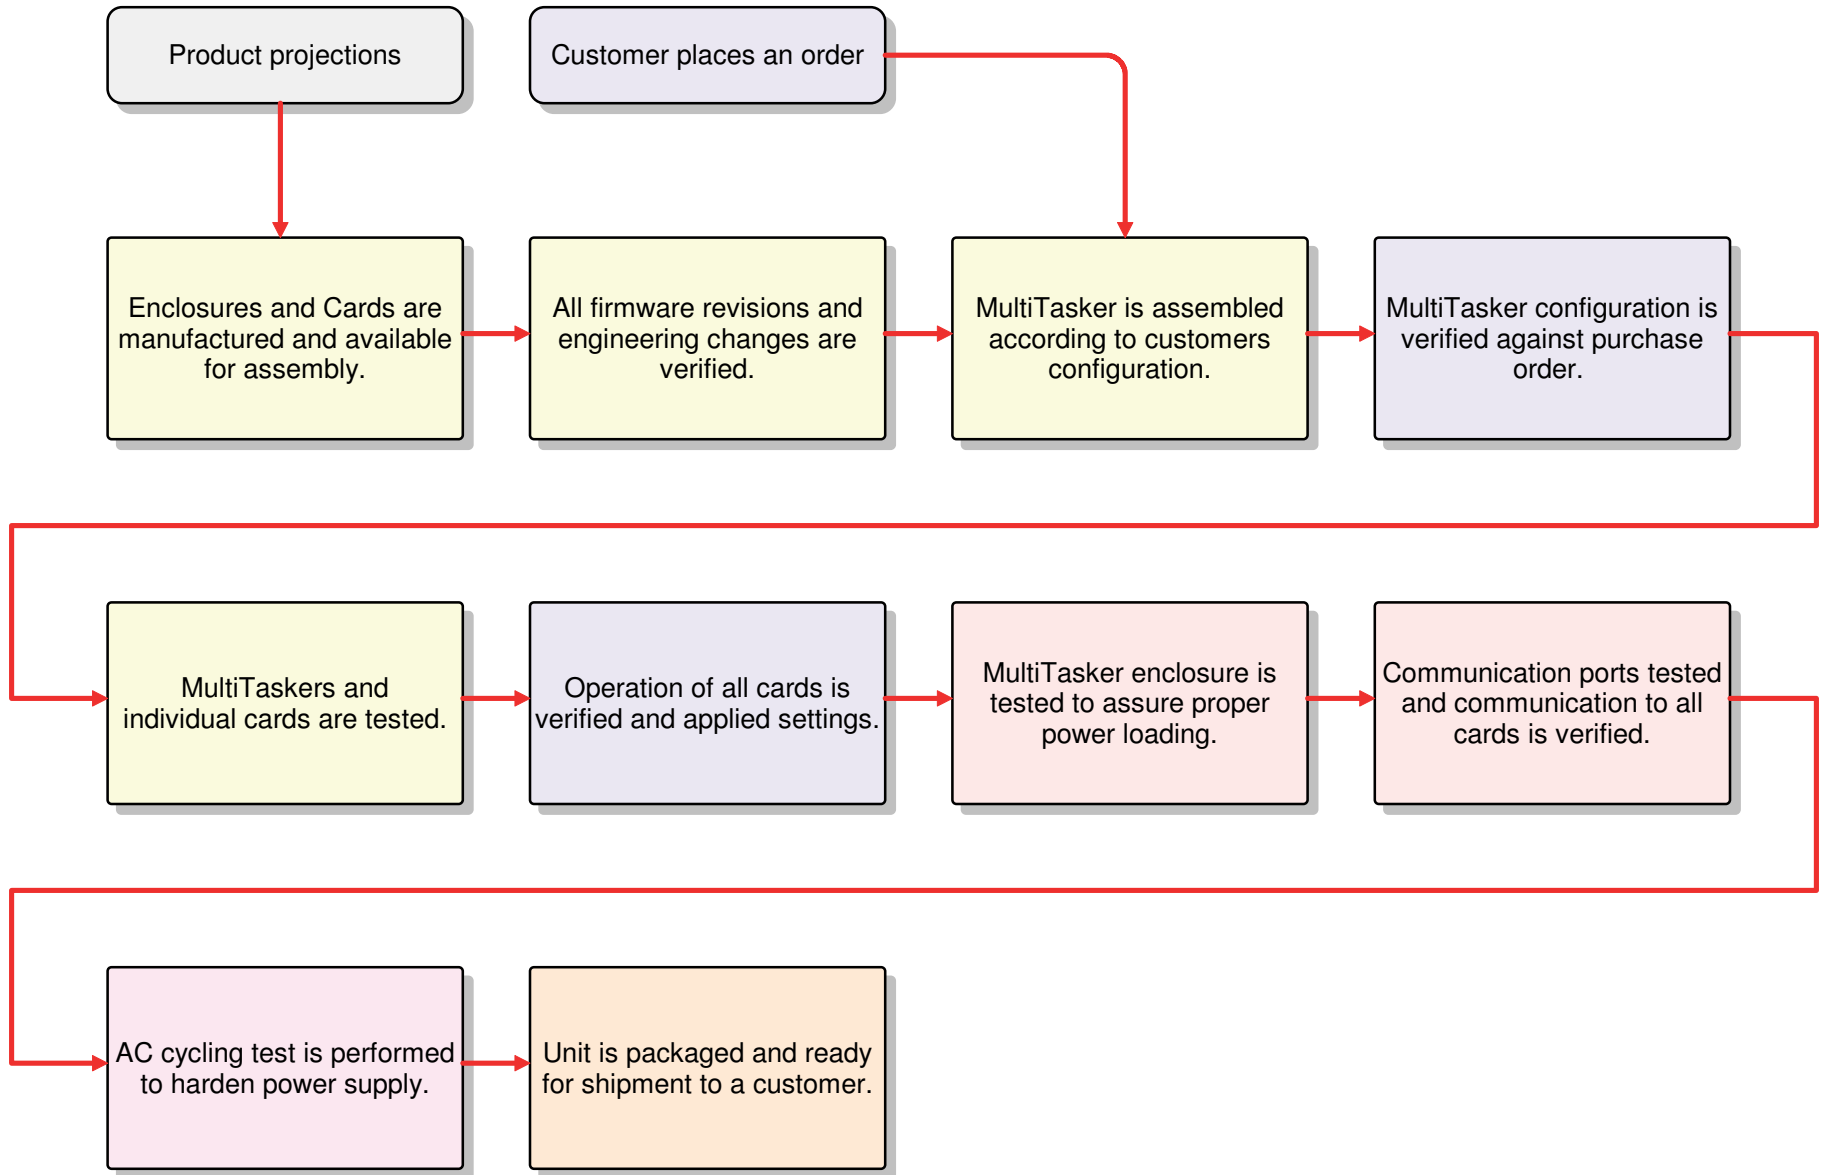 Product projections
Customer places an order
Enclosures and Cards are
manufactured and available
for assembly.
All firmware revisions and
engineering changes are
verified.
MultiTasker is assembled
according to customers
configuration.
MultiTasker configuration is
verified against purchase
order.
MultiTaskers and
individual cards are tested.
Operation of all cards is
verified and applied settings.
MultiTasker enclosure is
tested to assure proper
power loading.
Communication ports tested
and communication to all
cards is verified.
AC cycling test is performed
to harden power supply.
Unit is packaged and ready
for shipment to a customer.